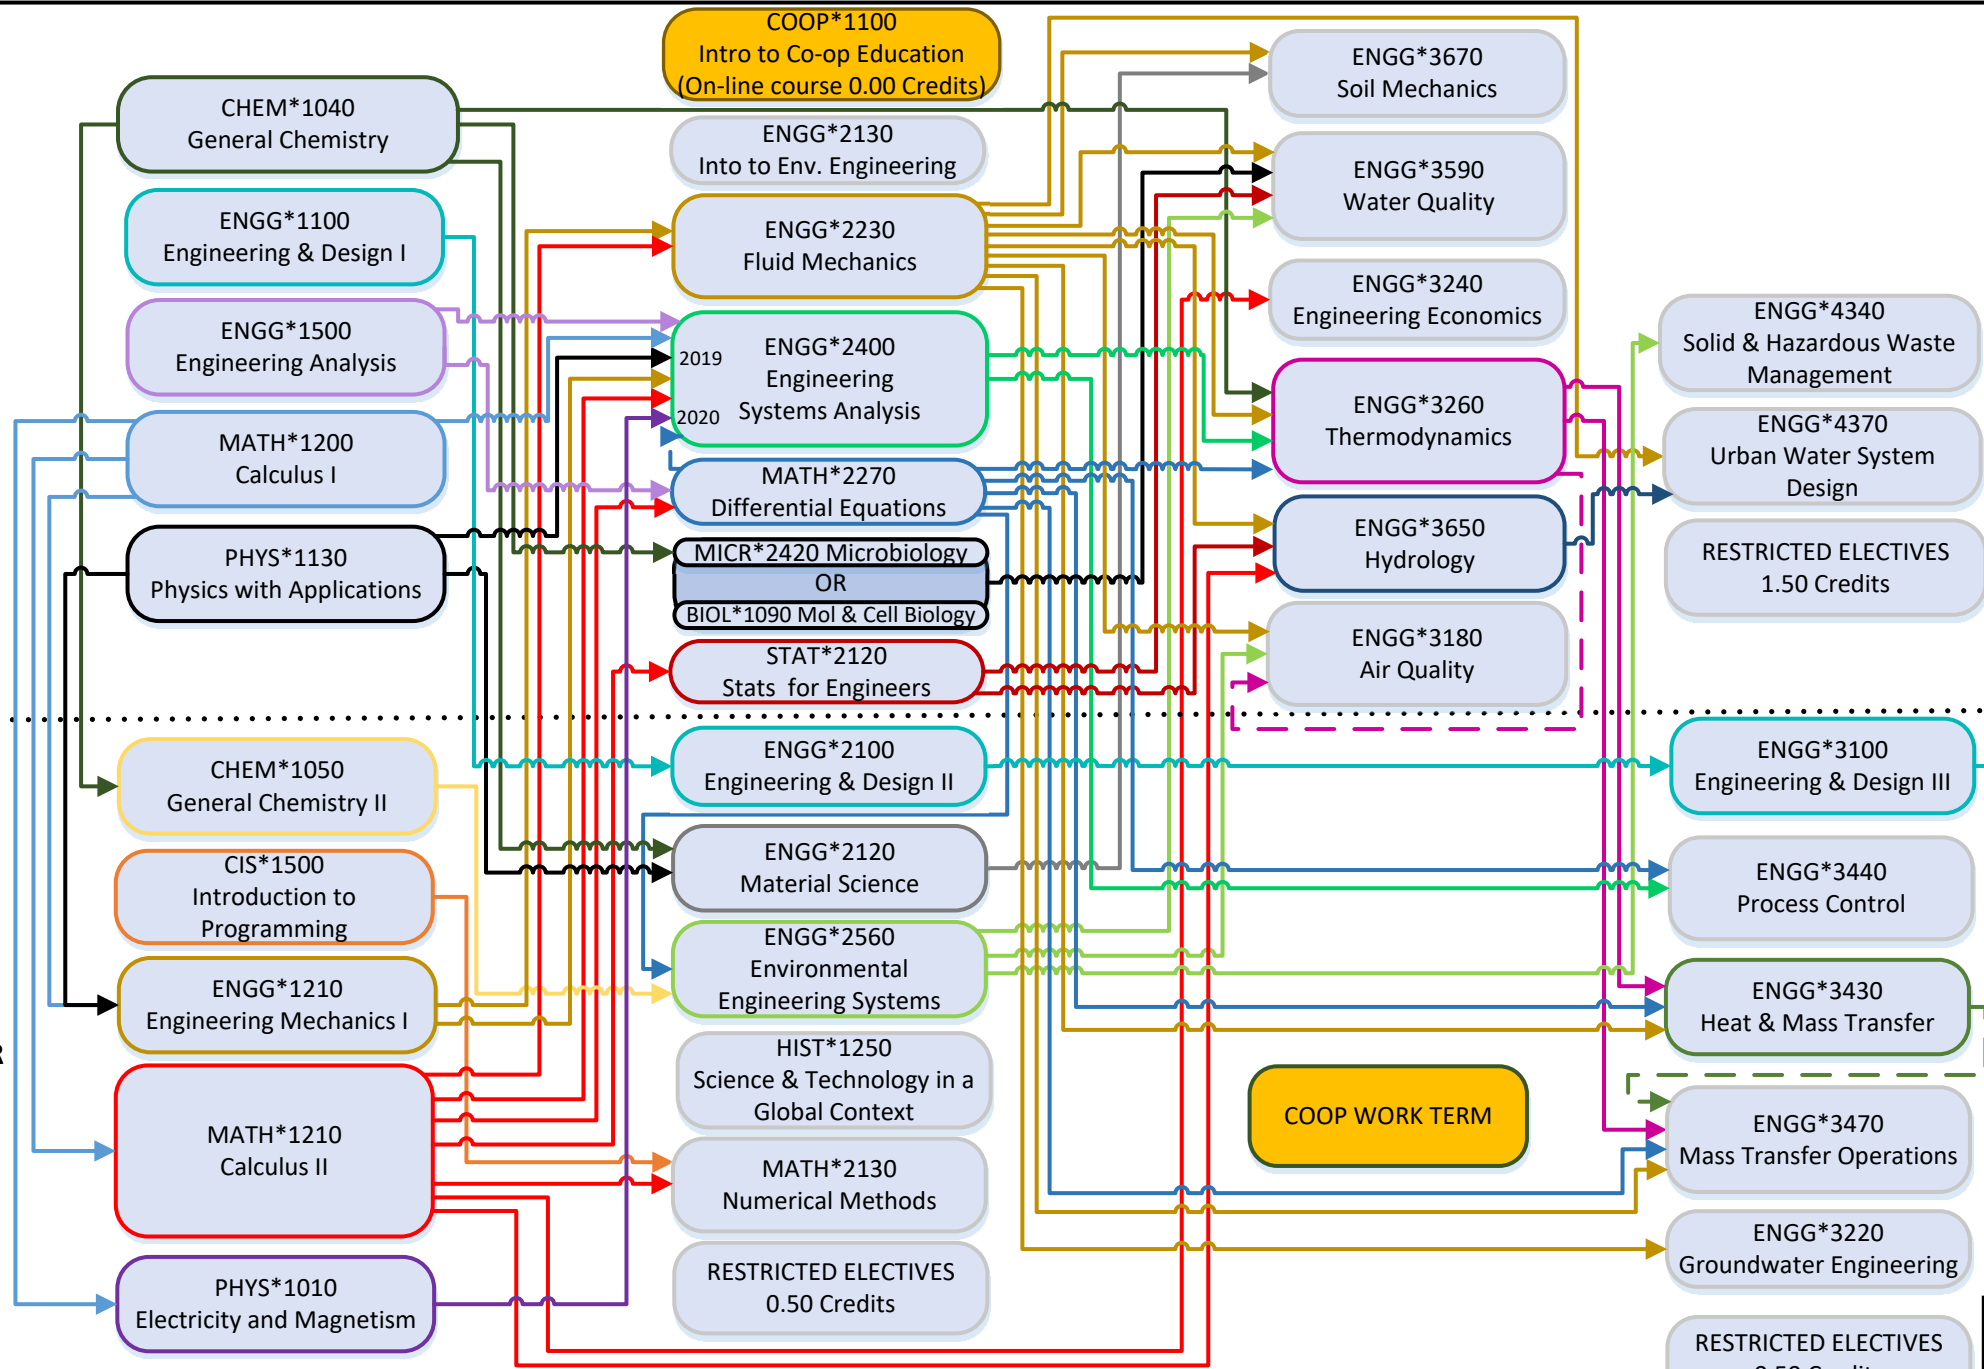 COOP*1100
Intro to Co-op Education
(On-line course 0.00 Credits)
CHEM*1040
General Chemistry
ENGG*1100
Engineering & Design I
ENGG*1500
Engineering Analysis
MATH*1200
Calculus I
PHYS*1130
Physics with Applications
CHEM*1050
General Chemistry II
CIS*1500
Introduction to
Programming
ENGG*1210
Engineering Mechanics I
R
MATH*1210
Calculus II
PHYS*1010
Electricity and Magnetism
ENGG*2130
Into to Env. Engineering
ENGG*2230
Fluid Mechanics
ENGG*2400
Engineering
Systems Analysis
2019
2020
MATH*2270
Differential Equations
MICR*2420 Microbiology
OR
BIOL*1090 Mol & Cell Biology
STAT*2120
Stats for Engineers
ENGG*2100
Engineering & Design II
ENGG*2120
Material Science
ENGG*2560
Environmental
Engineering Systems
HIST*1250
Science & Technology in a
Global Context
MATH*2130
Numerical Methods
RESTRICTED ELECTIVES
0.50 Credits
ENGG*3670
Soil Mechanics
ENGG*3590
Water Quality
ENGG*3240
Engineering Economics
ENGG*3260
Thermodynamics
ENGG*3650
Hydrology
ENGG*3180
Air Quality
COOP WORK TERM
ENGG*4340
Solid & Hazardous Waste
Management
ENGG*4370
Urban Water System
Design
RESTRICTED ELECTIVES
1.50 Credits
ENGG*3100
Engineering & Design III
ENGG*3440
Process Control
ENGG*3430
Heat & Mass Transfer
ENGG*3470
Mass Transfer Operations
ENGG*3220
Groundwater Engineering
RESTRICTED ELECTIVES